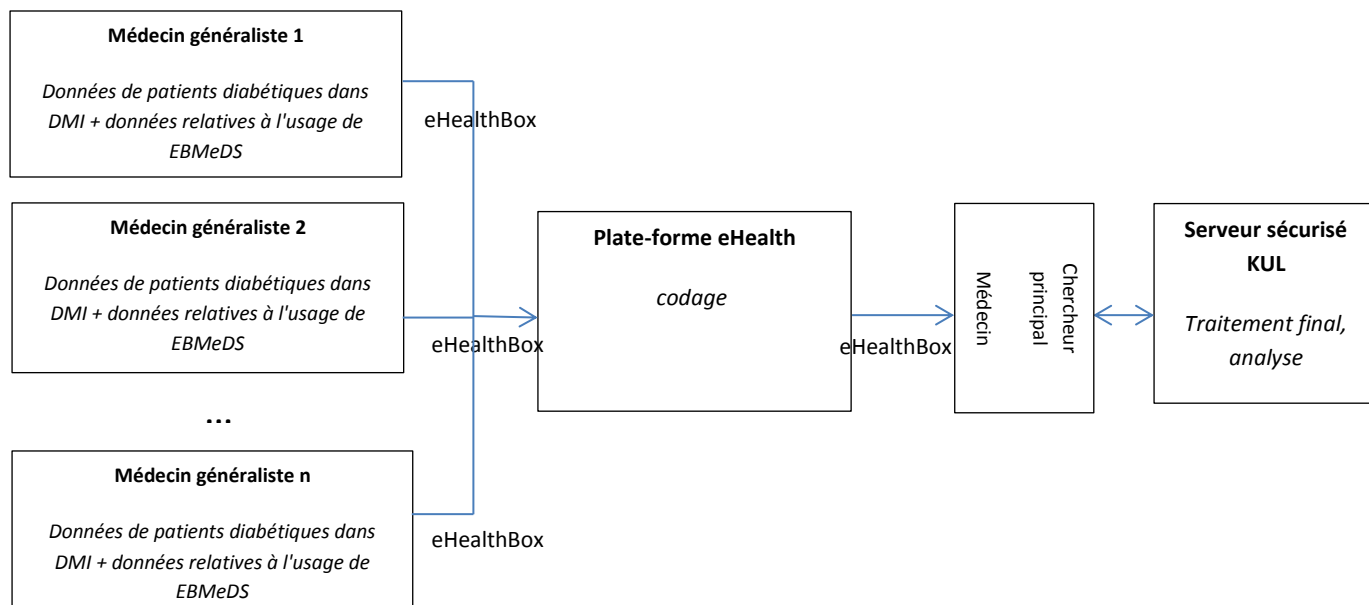 Médecin généraliste 1
Données de patients diabétiques dans
DMI + données relatives à l'usage de
EBMeDS
eHealthBox
Médecin généraliste 2
Données de patients diabétiques dans
DMI + données relatives à l'usage de
EBMeDS
eHealthBox
...
Médecin généraliste n
Données de patients diabétiques dans
DMI + données relatives à l'usage de
EBMeDS
eHealthBox
Plate-forme eHealth
codage
eHealthBox
Médecin
Chercheur
principal
Serveur sécurisé
KUL
Traitement final,
analyse